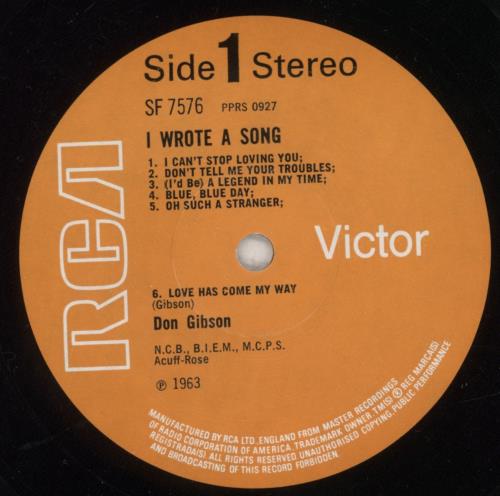 Side 1 Stereo
SF 7576 PPRS 0927
I WROTE A SONG
1. I CAN'T STOP LOVING YOU;
2. DON'T TELL ME YOUR TROUBLES;
3. (I'd Be) A LEGEND IN MY TIME;
4. BLUE, BLUE DAY;
5. OH SUCH A STRANGER;
RCA
Victor
6. LOVE HAS COME MY WAY
(Gibson)
Don Gibson
N.C.B., B.I.E.M., M.C.P.S.
Acuff-Rose
℗ 1963
MANUFACTURED BY RCA LTD., ENGLAND, FROM MASTER RECORDINGS
OF RADIO CORPORATION OF AMERICA, TRADEMARK OWNER. TM(S) ® REG MARCA(S)
REGISTRADA(S) ALL RIGHTS RESERVED UNAUTHORISED COPYING, PUBLIC PERFORMANCE
AND BROADCASTING OF THIS RECORD FORBIDDEN.